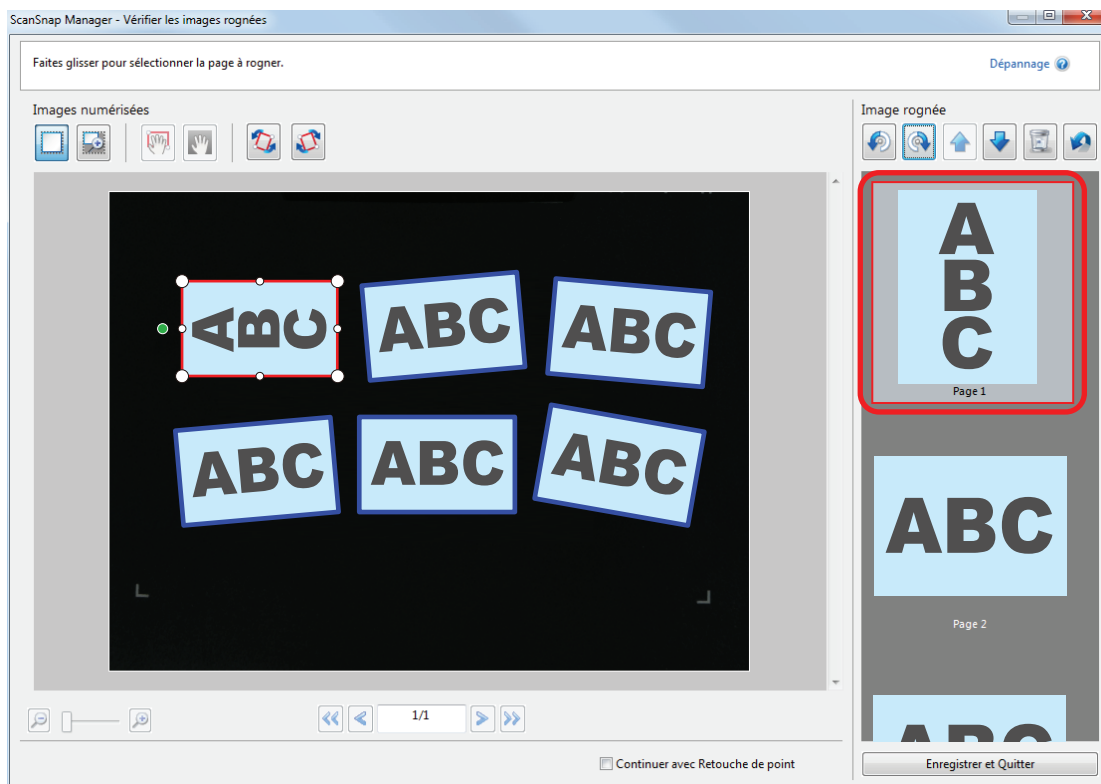 ScanSnap Manager - Vérifier les images rognées
Faites glisser pour sélectionner la page à rogner.
Dépannage
Images numérisées
Image rognée
A
B
C
Page 1
ABC
ABC
ABC
ABC
ABC
ABC
ABC
Page 2
ABC
1/1
Continuer avec Retouche de point
Enregistrer et Quitter